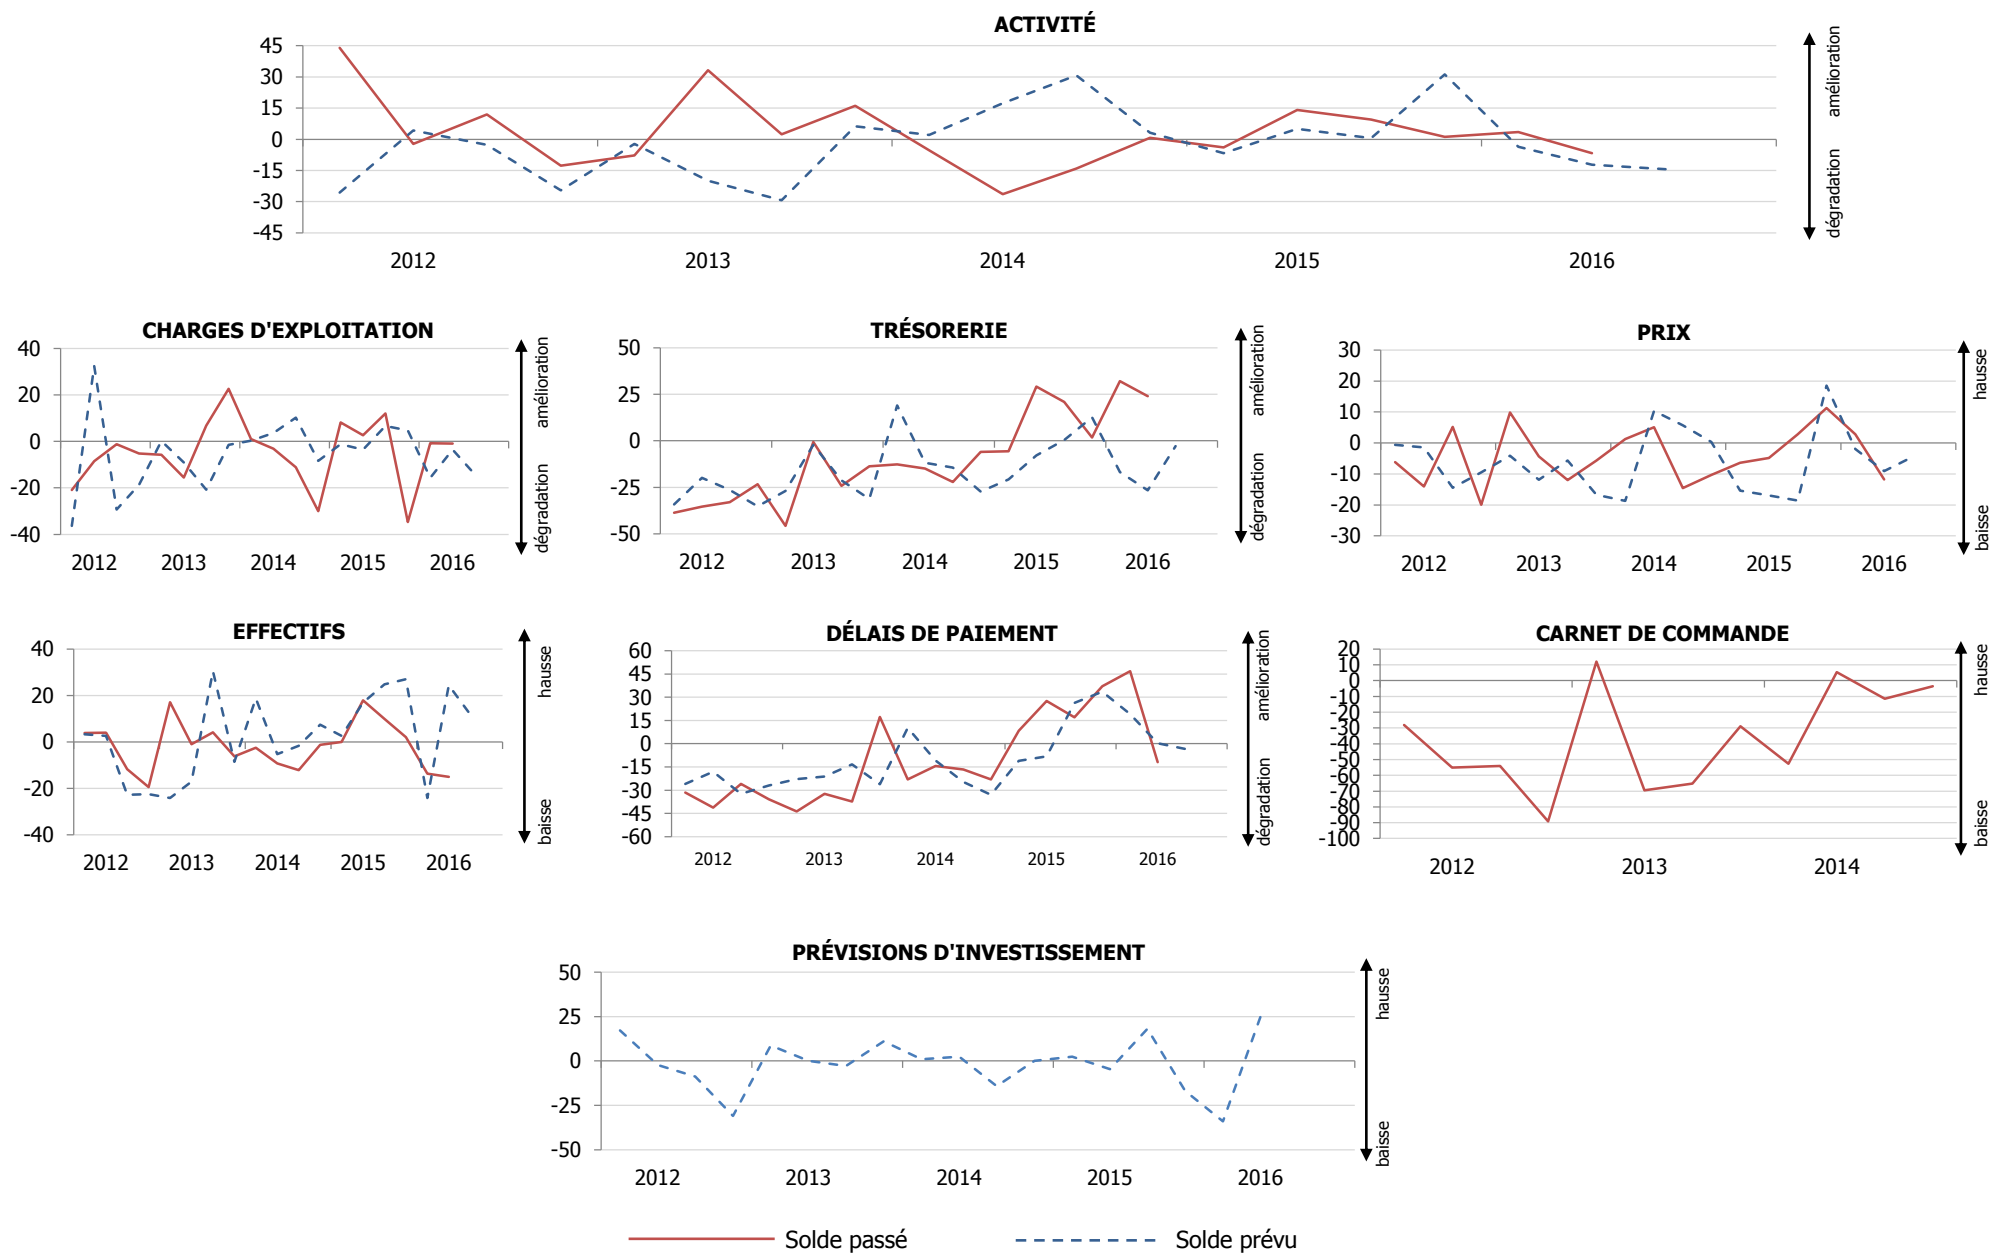 ACTIVITÉ
45
30
15
0
-15
-30
-45
2012 2013 2014 2015 2016
amélioration
dégradation
CHARGES D'EXPLOITATION
40
20
0
-20
-40
2012 2013 2014 2015 2016
amélioration
dégradation
TRÉSORERIE
50
25
0
-25
-50
2012 2013 2014 2015 2016
amélioration
dégradation
PRIX
30
20
10
0
-10
-20
-30
2012 2013 2014 2015 2016
hausse
baisse
EFFECTIFS
40
20
0
-20
-40
2012 2013 2014 2015 2016
hausse
baisse
DÉLAIS DE PAIEMENT
60
45
30
15
0
-15
-30
-45
-60
2012 2013 2014 2015 2016
amélioration
dégradation
CARNET DE COMMANDE
20
10
0
-10
-20
-30
-40
-50
-60
-70
-80
-90
-100
2012 2013 2014
hausse
baisse
PRÉVISIONS D'INVESTISSEMENT
50
25
0
-25
-50
2012 2013 2014 2015 2016
hausse
baisse
Solde passé Solde prévu